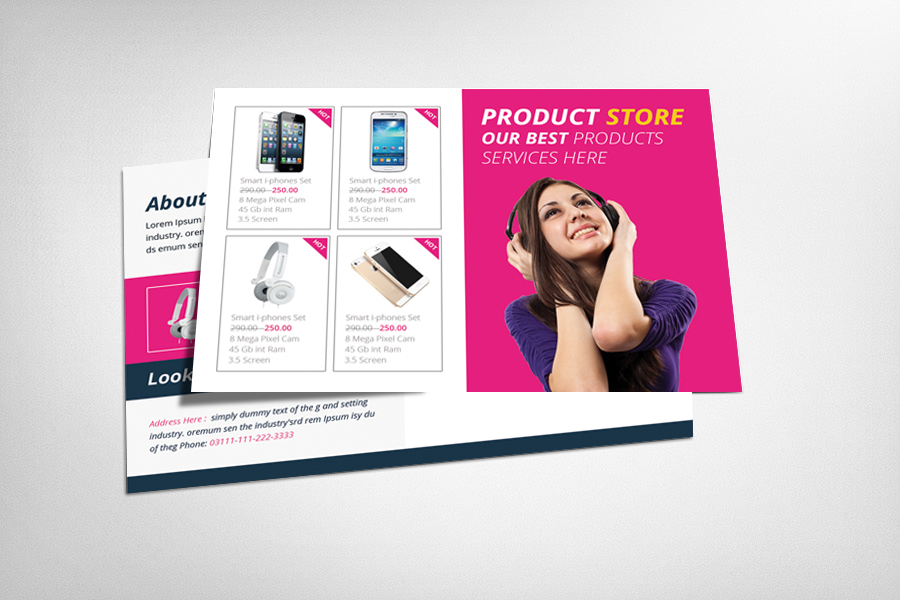 HOT
Smart i-phones Set
290.00 - 250.00
8 Mega Pixel Cam
45 Gb int Ram
3.5 Screen
HOT
Smart i-phones Set
290.00 - 250.00
8 Mega Pixel Cam
45 Gb int Ram
3.5 Screen
HOT
Smart i-phones Set
290.00 - 250.00
8 Mega Pixel Cam
45 Gb int Ram
3.5 Screen
HOT
Smart i-phones Set
290.00 - 250.00
8 Mega Pixel Cam
45 Gb int Ram
3.5 Screen
PRODUCT STORE
OUR BEST PRODUCTS
SERVICES HERE
About
Lorem Ipsum
industry. orem
ds emum sen
Look
Address Here : simply dummy text of the g and setting
industry. oremum sen the industry'srd rem Ipsum isy du
of theg Phone: 03111-111-222-3333